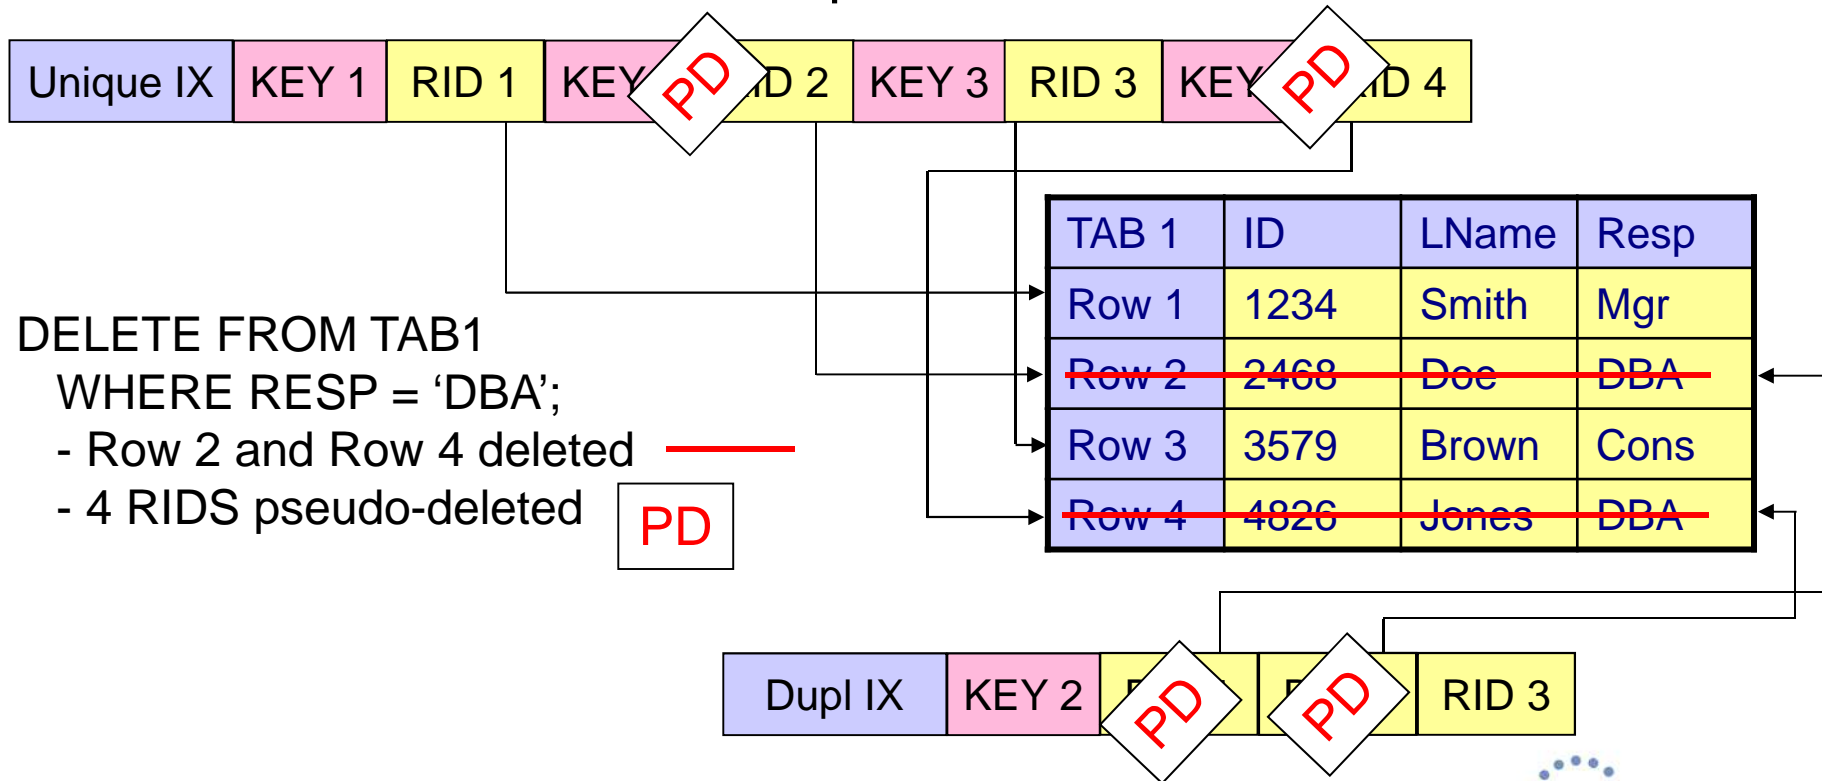 Unique IX KEY 1 RID 1 KEY PD ID 2 KEY 3 RID 3 KEY PD ID 4
TAB 1 ID LName Resp
Row 1 1234 Smith Mgr
Row 2 2468 Doe DBA
Row 3 3579 Brown Cons
Row 4 4826 Jones DBA
DELETE FROM TAB1
WHERE RESP = ‘DBA’;
- Row 2 and Row 4 deleted
- 4 RIDS pseudo-deleted
PD
Dupl IX KEY 2 PD PD RID 3